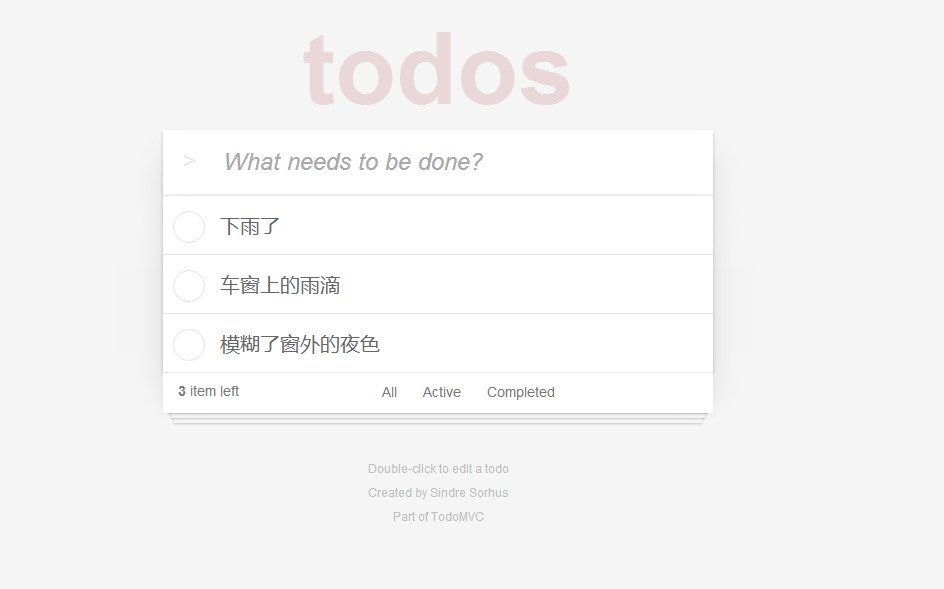 todos
> What needs to be done?
下雨了
车窗上的雨滴
模糊了窗外的夜色
3 item left All Active Completed
Double-click to edit a todo
Created by Sindre Sorhus
Part of TodoMVC